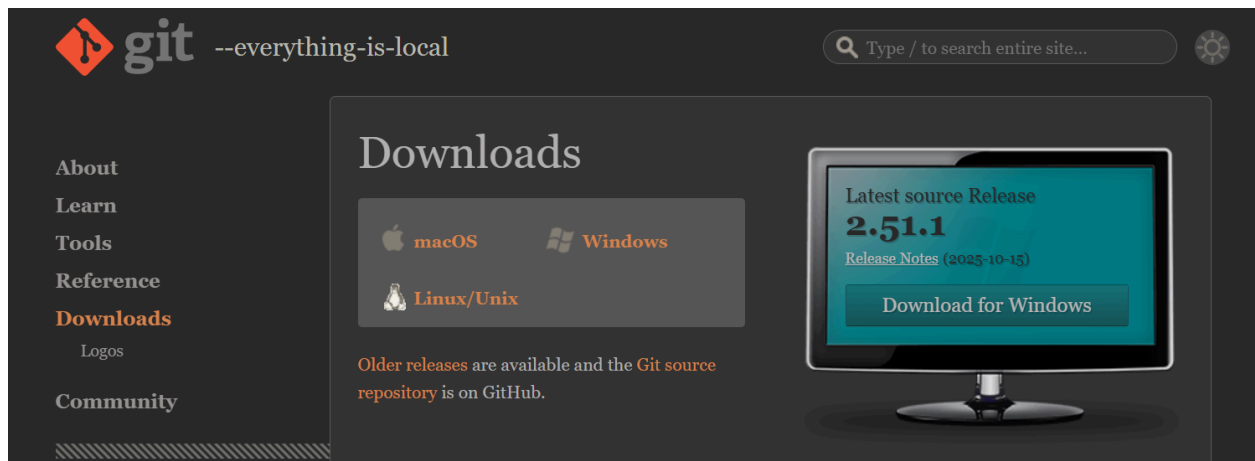 git --everything-is-local
Type / to search entire site...
About
Learn
Tools
Reference
Downloads
Logos
Community
Downloads
macOS
Windows
Linux/Unix
Older releases are available and the Git source
repository is on GitHub.
Latest source Release
2.51.1
Release Notes (2025-10-15)
Download for Windows